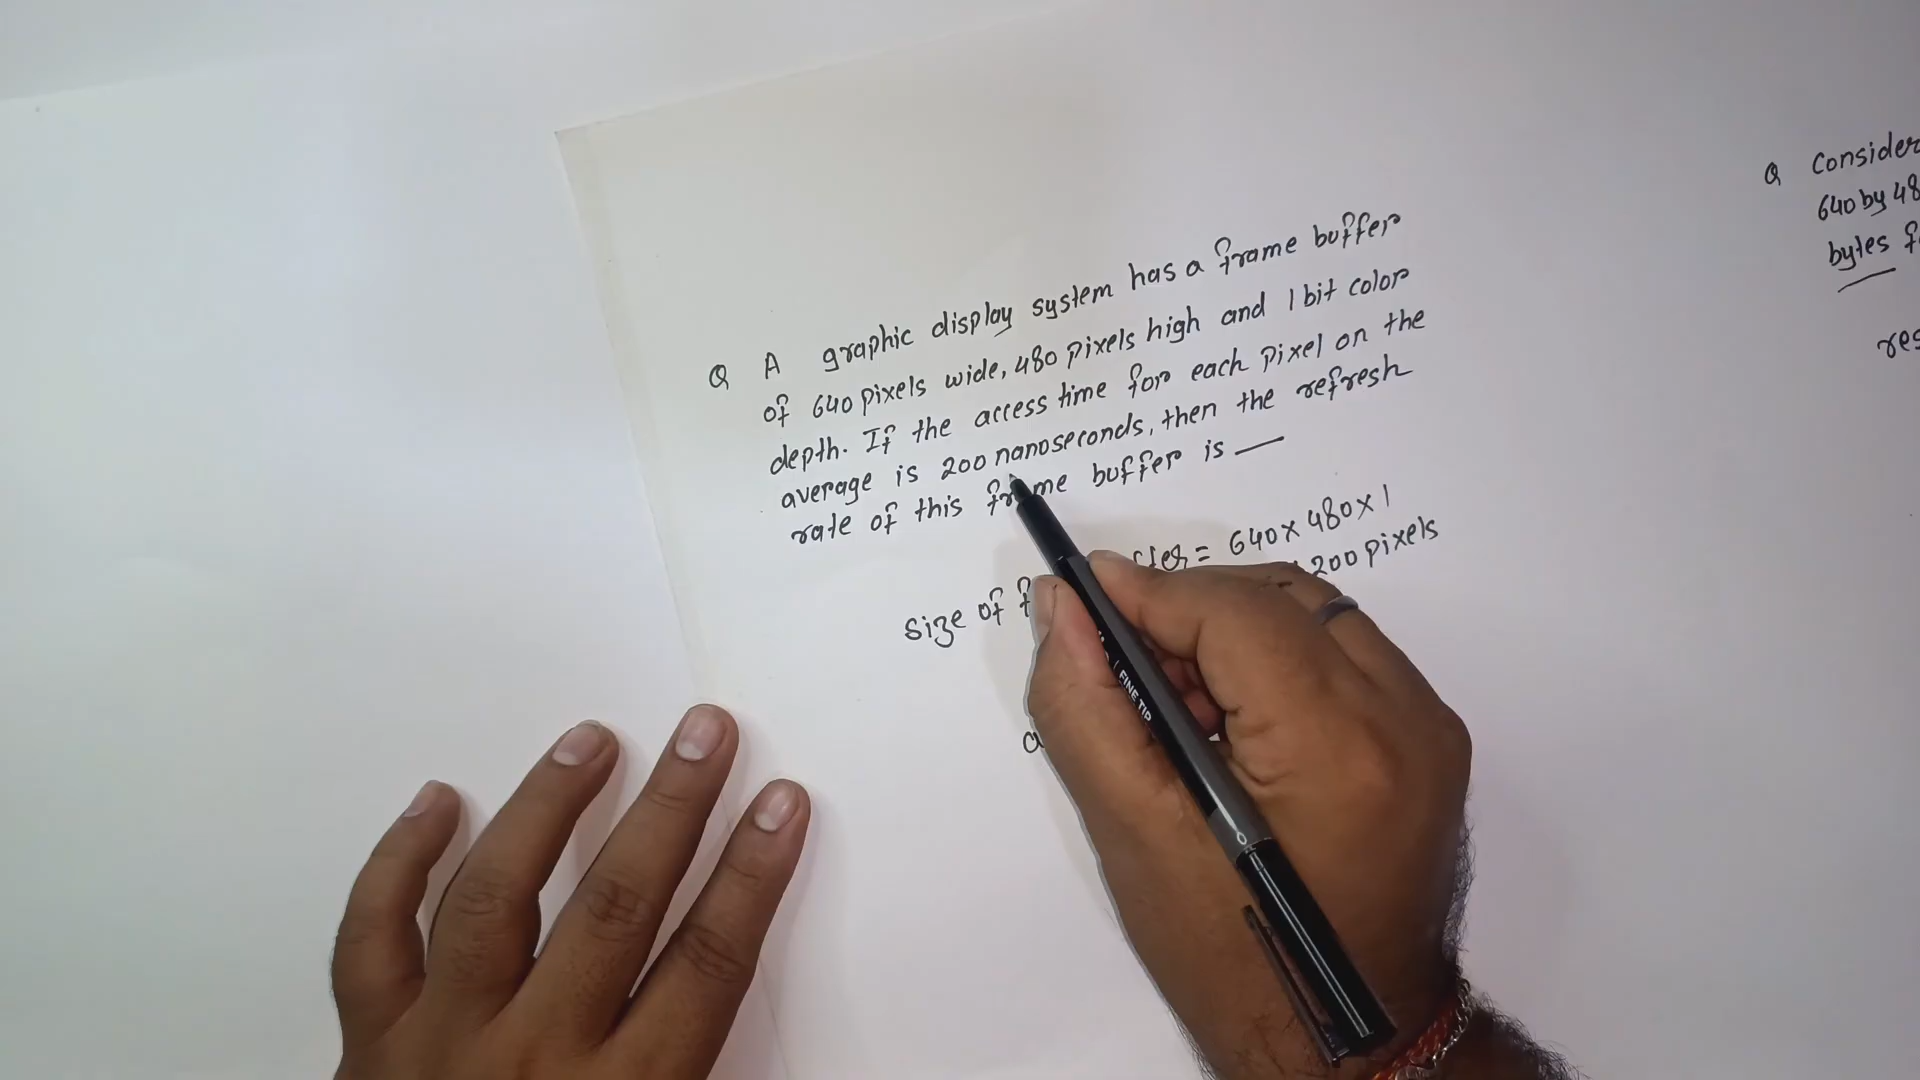 Q A graphic display system has a frame buffer
of 640 pixels wide, 480 pixels high and 1 bit color
depth. If the access time for each pixel on the
average is 200 nanoseconds, then the refresh
rate of this frame buffer is —
size of = 640 x 480 x 1
200 pixels
Q Consider
640 by 48
bytes
FINE TIP